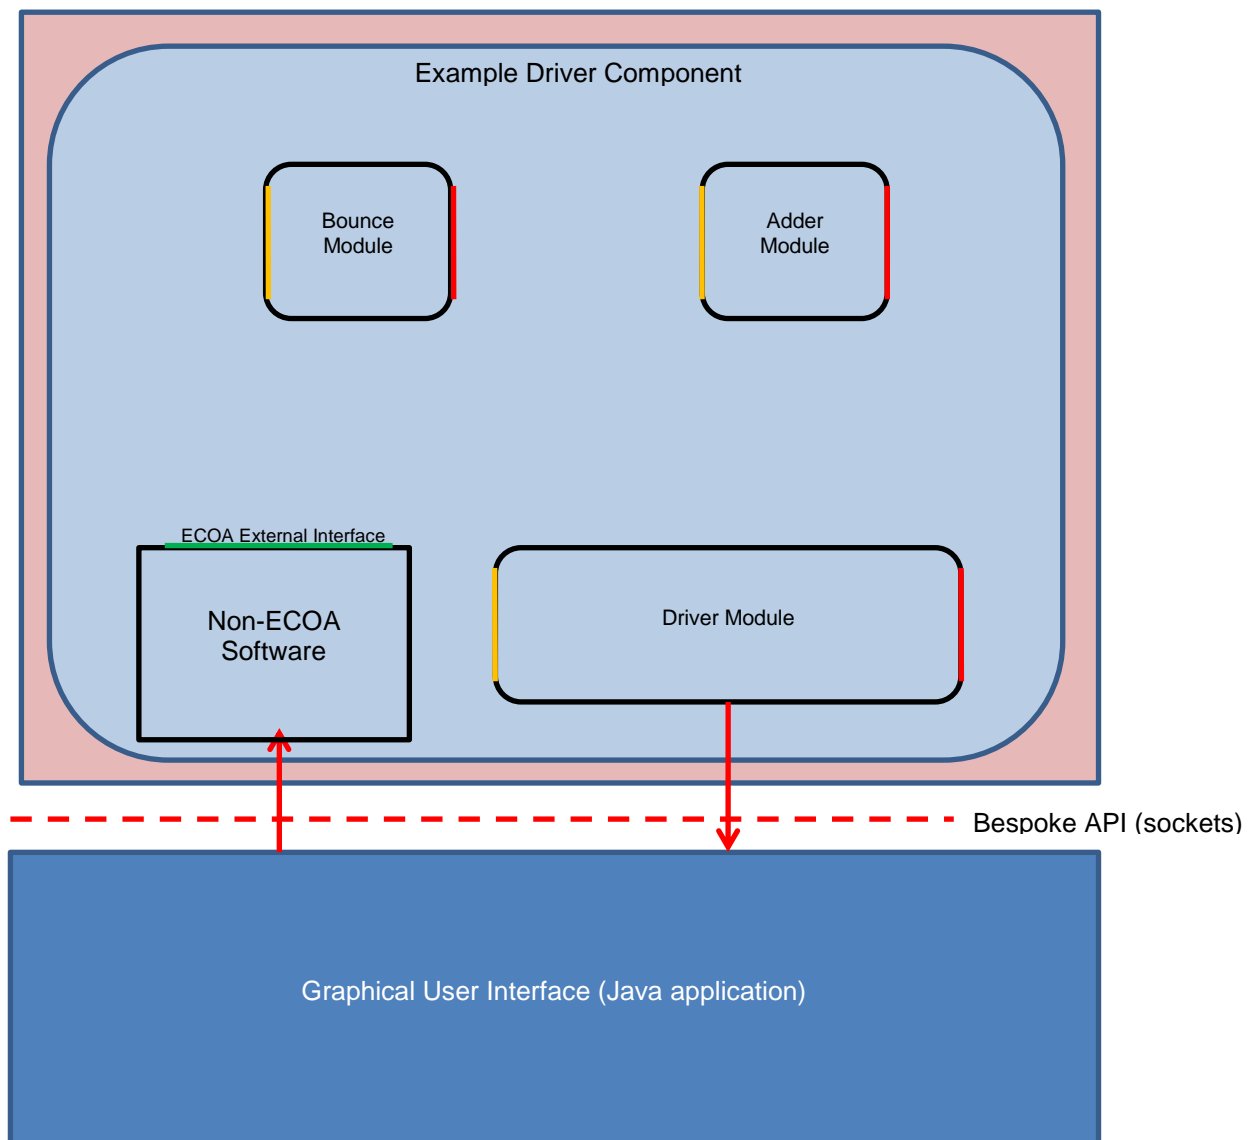 Example Driver Component
Bounce
Module
Adder
Module
ECOA External Interface
Non-ECOA
Software
Driver Module
Bespoke API (sockets)
Graphical User Interface (Java application)